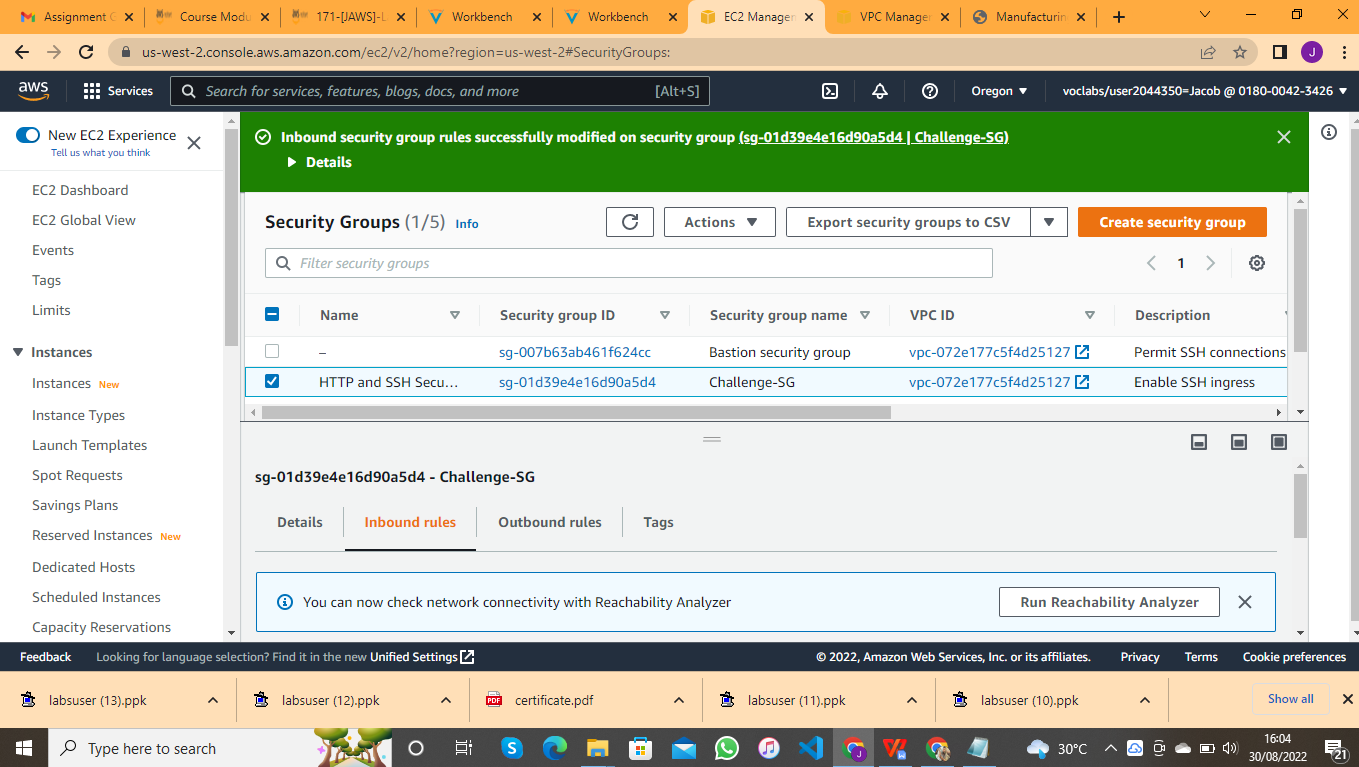 Assignment G
Course Modu
171-[JAWS]-L
Workbench
Workbench
EC2 Manager
VPC Manager
Manufacturin
us-west-2.console.aws.amazon.com/ec2/v2/home?region=us-west-2#SecurityGroups:
J
aws
Services
Search for services, features, blogs, docs, and more
[Alt+S]
Oregon
voclabs/user2044350=Jacob @ 0180-0042-3426
New EC2 Experience
Tell us what you think
EC2 Dashboard
EC2 Global View
Events
Tags
Limits
Instances
Instances New
Instance Types
Launch Templates
Spot Requests
Savings Plans
Reserved Instances New
Dedicated Hosts
Scheduled Instances
Capacity Reservations
Inbound security group rules successfully modified on security group (sg-01d39e4e16d90a5d4 | Challenge-SG)
Details
Security Groups (1/5) Info
Actions
Export security groups to CSV
Create security group
Filter security groups
1
Name Security group ID Security group name VPC ID Description
– sg-007b63ab461f624cc Bastion security group vpc-072e177c5f4d25127 Permit SSH connections
HTTP and SSH Secu... sg-01d39e4e16d90a5d4 Challenge-SG vpc-072e177c5f4d25127 Enable SSH ingress
sg-01d39e4e16d90a5d4 - Challenge-SG
Details Inbound rules Outbound rules Tags
You can now check network connectivity with Reachability Analyzer
Run Reachability Analyzer
Feedback Looking for language selection? Find it in the new Unified Settings
© 2022, Amazon Web Services, Inc. or its affiliates. Privacy Terms Cookie preferences
labsuser (13).ppk
labsuser (12).ppk
PDF
certificate.pdf
labsuser (11).ppk
labsuser (10).ppk
Show all
Type here to search
J
30°C
16:04
30/08/2022
21